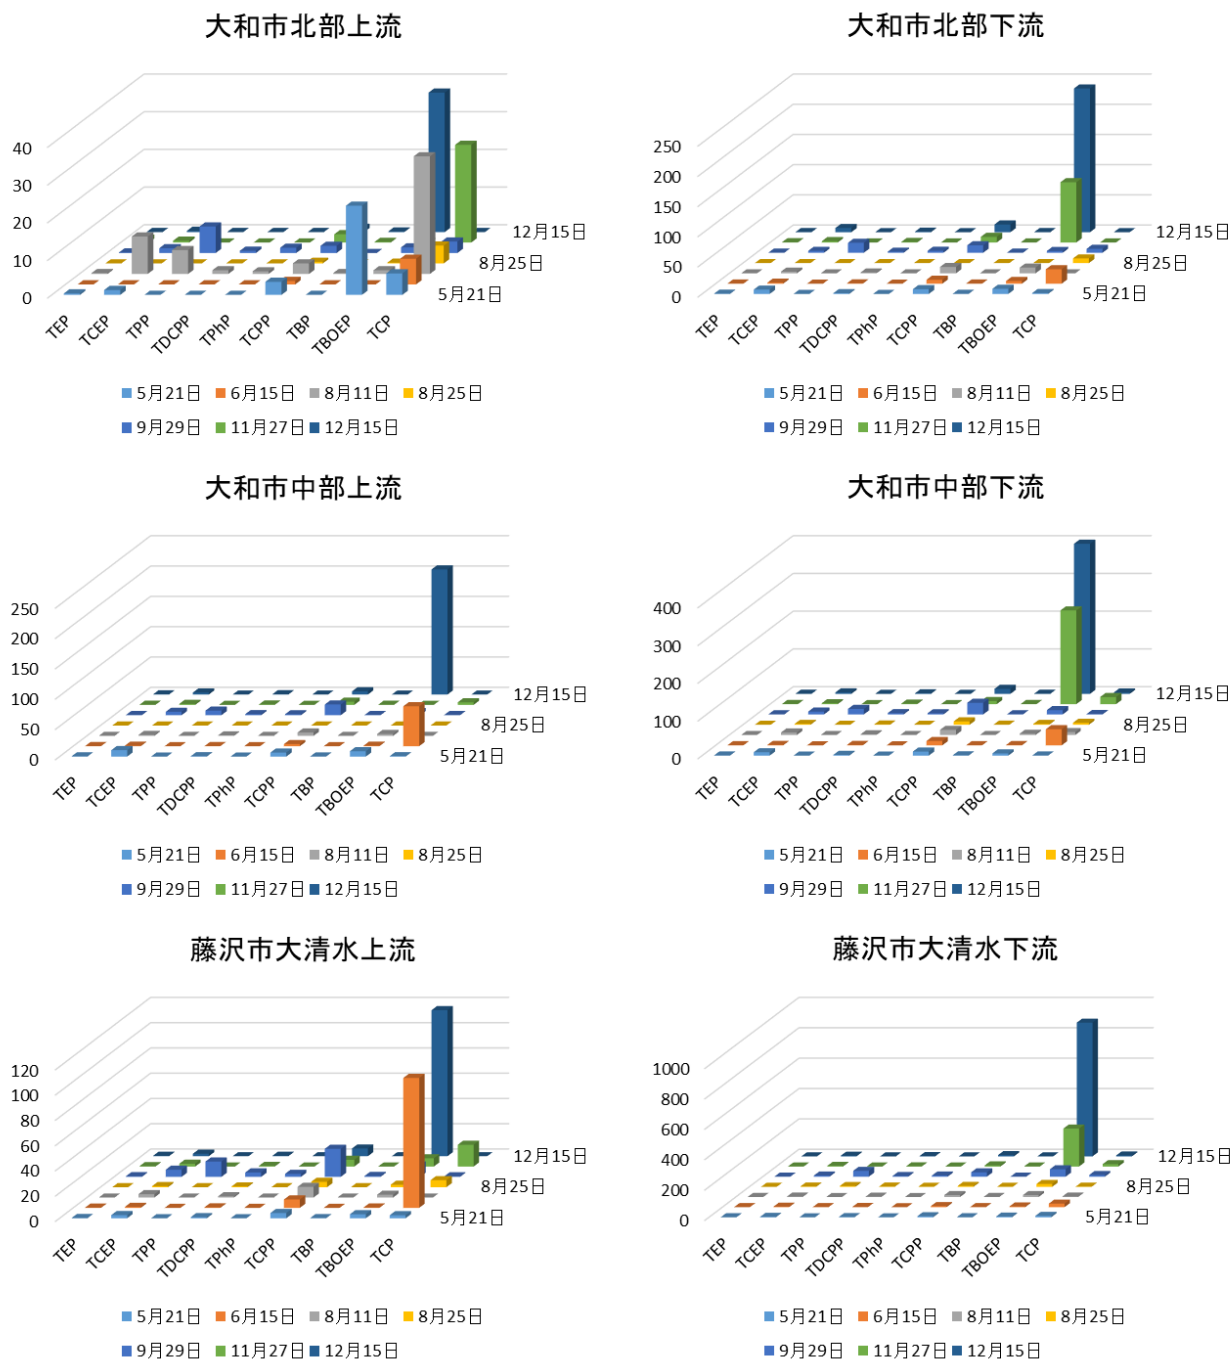 大和市北部上流
40
30
20
10
0
12月15日
8月25日
5月21日
TEP
TCEP
TPP
TDCPP
TPhP
TCPP
TBP
TBOEP
TCP
5月21日 6月15日 8月11日 8月25日
9月29日 11月27日 12月15日
大和市北部下流
250
200
150
100
50
0
12月15日
8月25日
5月21日
TEP
TCEP
TPP
TDCPP
TPhP
TCPP
TBP
TBOEP
TCP
5月21日 6月15日 8月11日 8月25日
9月29日 11月27日 12月15日
大和市中部上流
250
200
150
100
50
0
12月15日
8月25日
5月21日
TEP
TCEP
TPP
TDCPP
TPhP
TCPP
TBP
TBOEP
TCP
5月21日 6月15日 8月11日 8月25日
9月29日 11月27日 12月15日
大和市中部下流
400
300
200
100
0
12月15日
8月25日
5月21日
TEP
TCEP
TPP
TDCPP
TPhP
TCPP
TBP
TBOEP
TCP
5月21日 6月15日 8月11日 8月25日
9月29日 11月27日 12月15日
藤沢市大清水上流
120
100
80
60
40
20
0
12月15日
8月25日
5月21日
TEP
TCEP
TPP
TDCPP
TPhP
TCPP
TBP
TBOEP
TCP
5月21日 6月15日 8月11日 8月25日
9月29日 11月27日 12月15日
藤沢市大清水下流
1000
800
600
400
200
0
12月15日
8月25日
5月21日
TEP
TCEP
TPP
TDCPP
TPhP
TCPP
TBP
TBOEP
TCP
5月21日 6月15日 8月11日 8月25日
9月29日 11月27日 12月15日